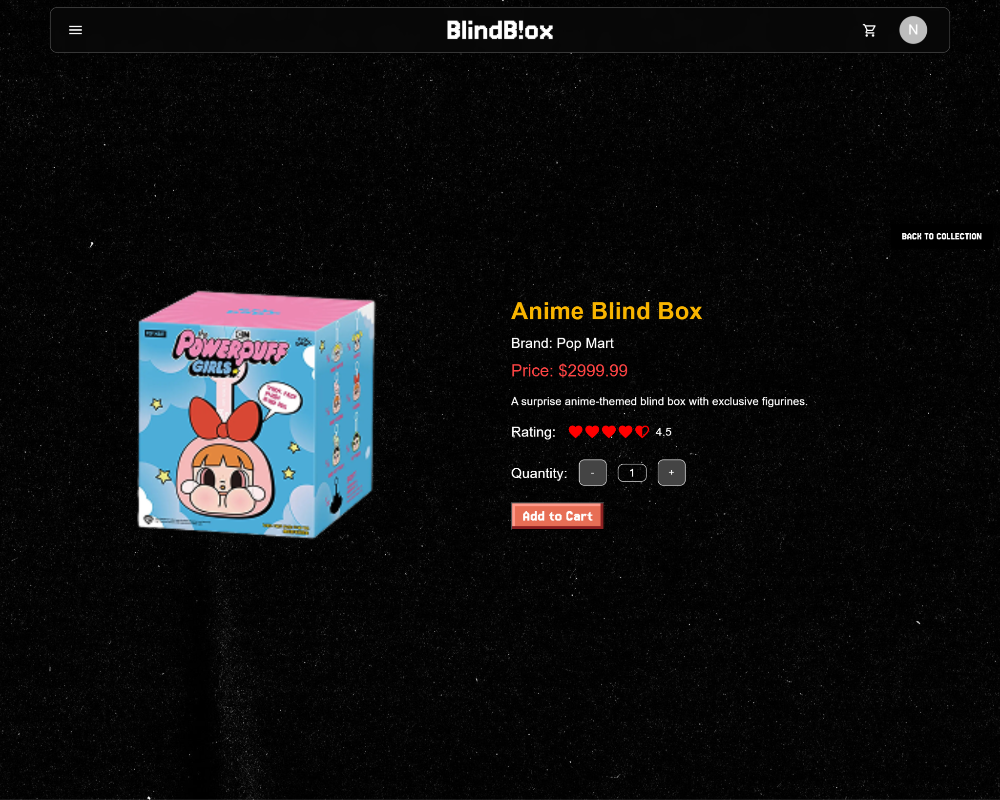 BlindB!ox
N
BACK TO COLLECTION
the
POWERPUFF
GIRLS
Anime Blind Box
Brand: Pop Mart
Price: $2999.99
A surprise anime-themed blind box with exclusive figurines.
Rating: 4.5
Quantity: - 1 +
Add to Cart